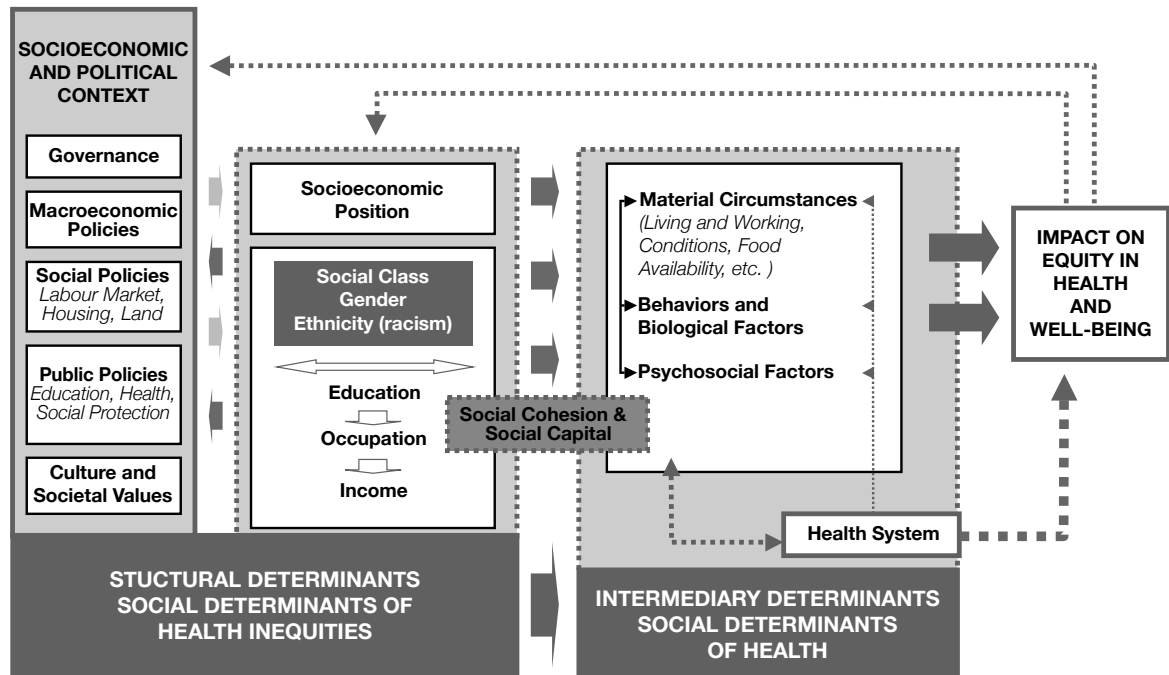 SOCIOECONOMIC
AND POLITICAL
CONTEXT
Governance
Macroeconomic
Policies
Social Policies
Labour Market,
Housing, Land
Public Policies
Education, Health,
Social Protection
Culture and
Societal Values
Socioeconomic
Position
Social Class
Gender
Ethnicity (racism)
Education
Occupation
Income
Social Cohesion &
Social Capital
Material Circumstances
(Living and Working,
Conditions, Food
Availability, etc. )
Behaviors and
Biological Factors
Psychosocial Factors
Health System
IMPACT ON
EQUITY IN
HEALTH
AND
WELL-BEING
STUCTURAL DETERMINANTS
SOCIAL DETERMINANTS OF
HEALTH INEQUITIES
INTERMEDIARY DETERMINANTS
SOCIAL DETERMINANTS
OF HEALTH